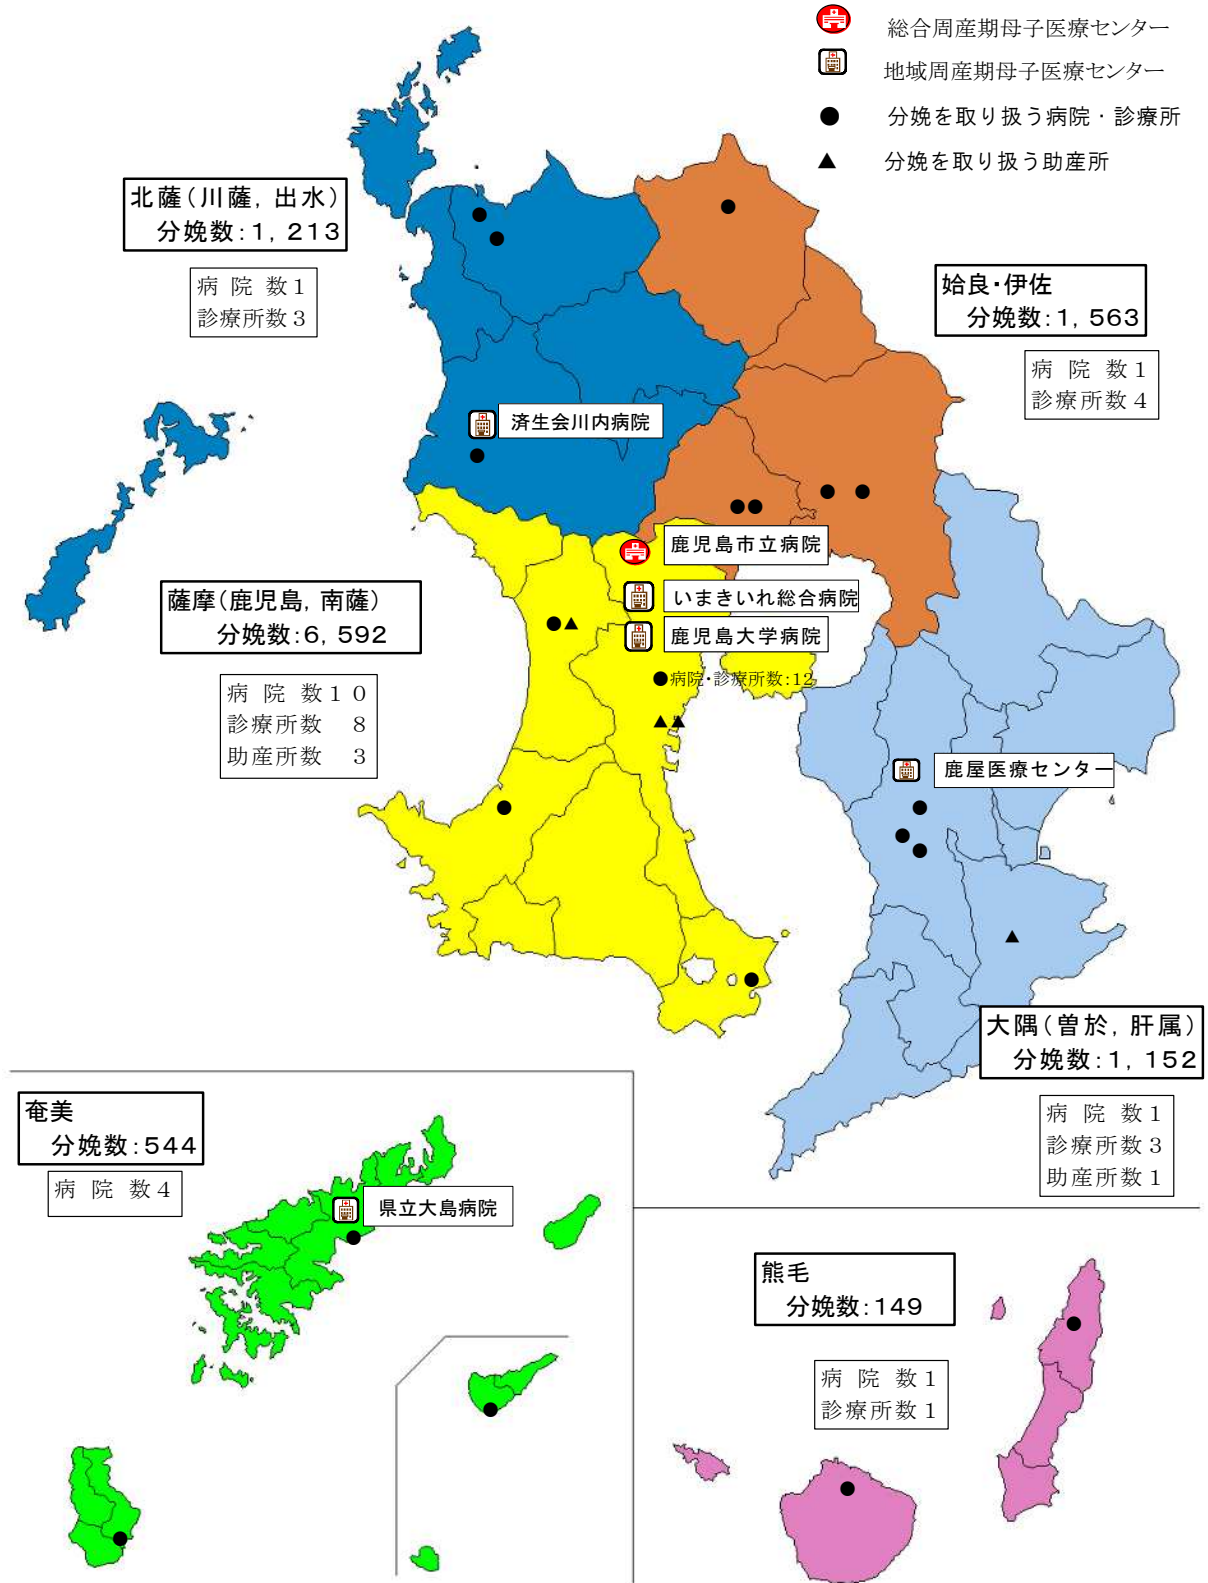 総合周産期母子医療センター
地域周産期母子医療センター
分娩を取り扱う病院・診療所
分娩を取り扱う助産所
北薩(川薩, 出水)
分娩数:1, 213
病 院 数1
診療所数3
姶良・伊佐
分娩数:1, 563
病 院 数1
診療所数4
済生会川内病院
鹿児島市立病院
いまきいれ総合病院
鹿児島大学病院
病院・診療所数:12
薩摩(鹿児島, 南薩)
分娩数:6, 592
病 院 数10
診療所数 8
助産所数 3
鹿屋医療センター
大隅(曽於, 肝属)
分娩数:1, 152
病 院 数1
診療所数3
助産所数1
奄美
分娩数:544
病 院 数4
県立大島病院
熊毛
分娩数:149
病 院 数1
診療所数1